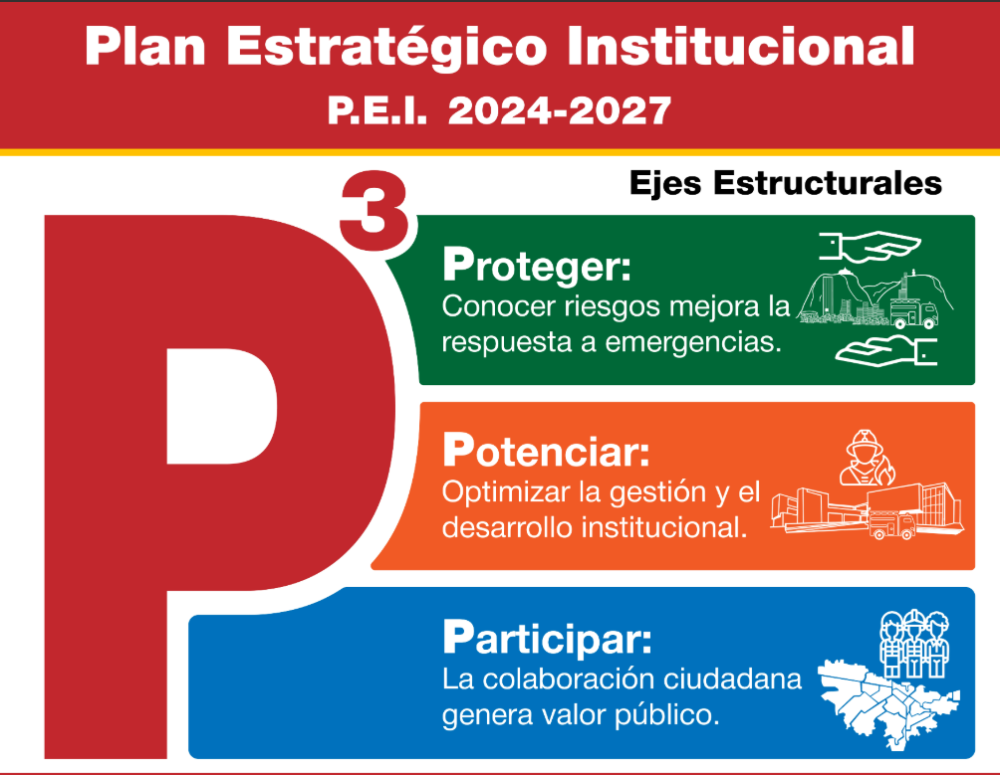 Plan Estratégico Institucional
P.E.I. 2024-2027
Ejes Estructurales
P3
Proteger:
Conocer riesgos mejora la
respuesta a emergencias.
Potenciar:
Optimizar la gestión y el
desarrollo institucional.
Participar:
La colaboración ciudadana
genera valor público.